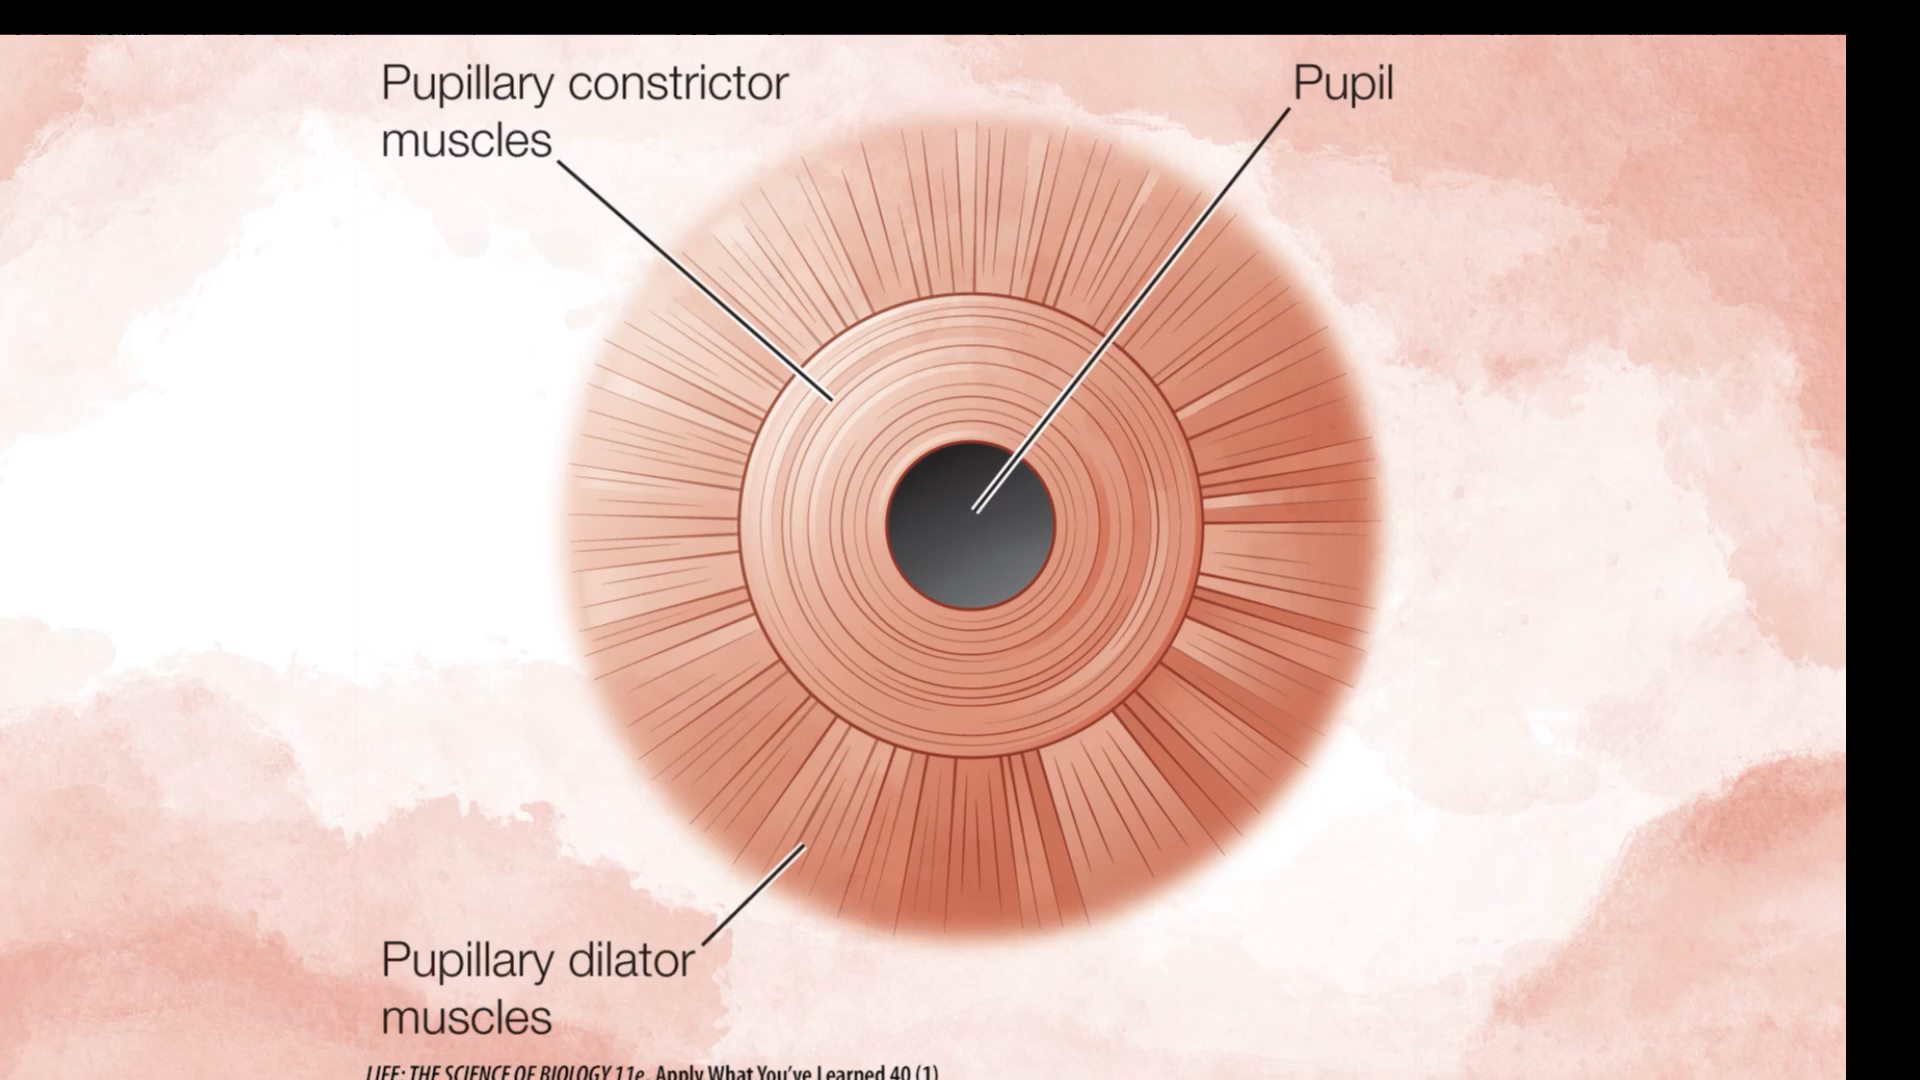 Pupillary constrictor
muscles
Pupil
Pupillary dilator
muscles
LIFE: THE SCIENCE OF BIOLOGY 11e, Apply What You've Learned 40 (1)